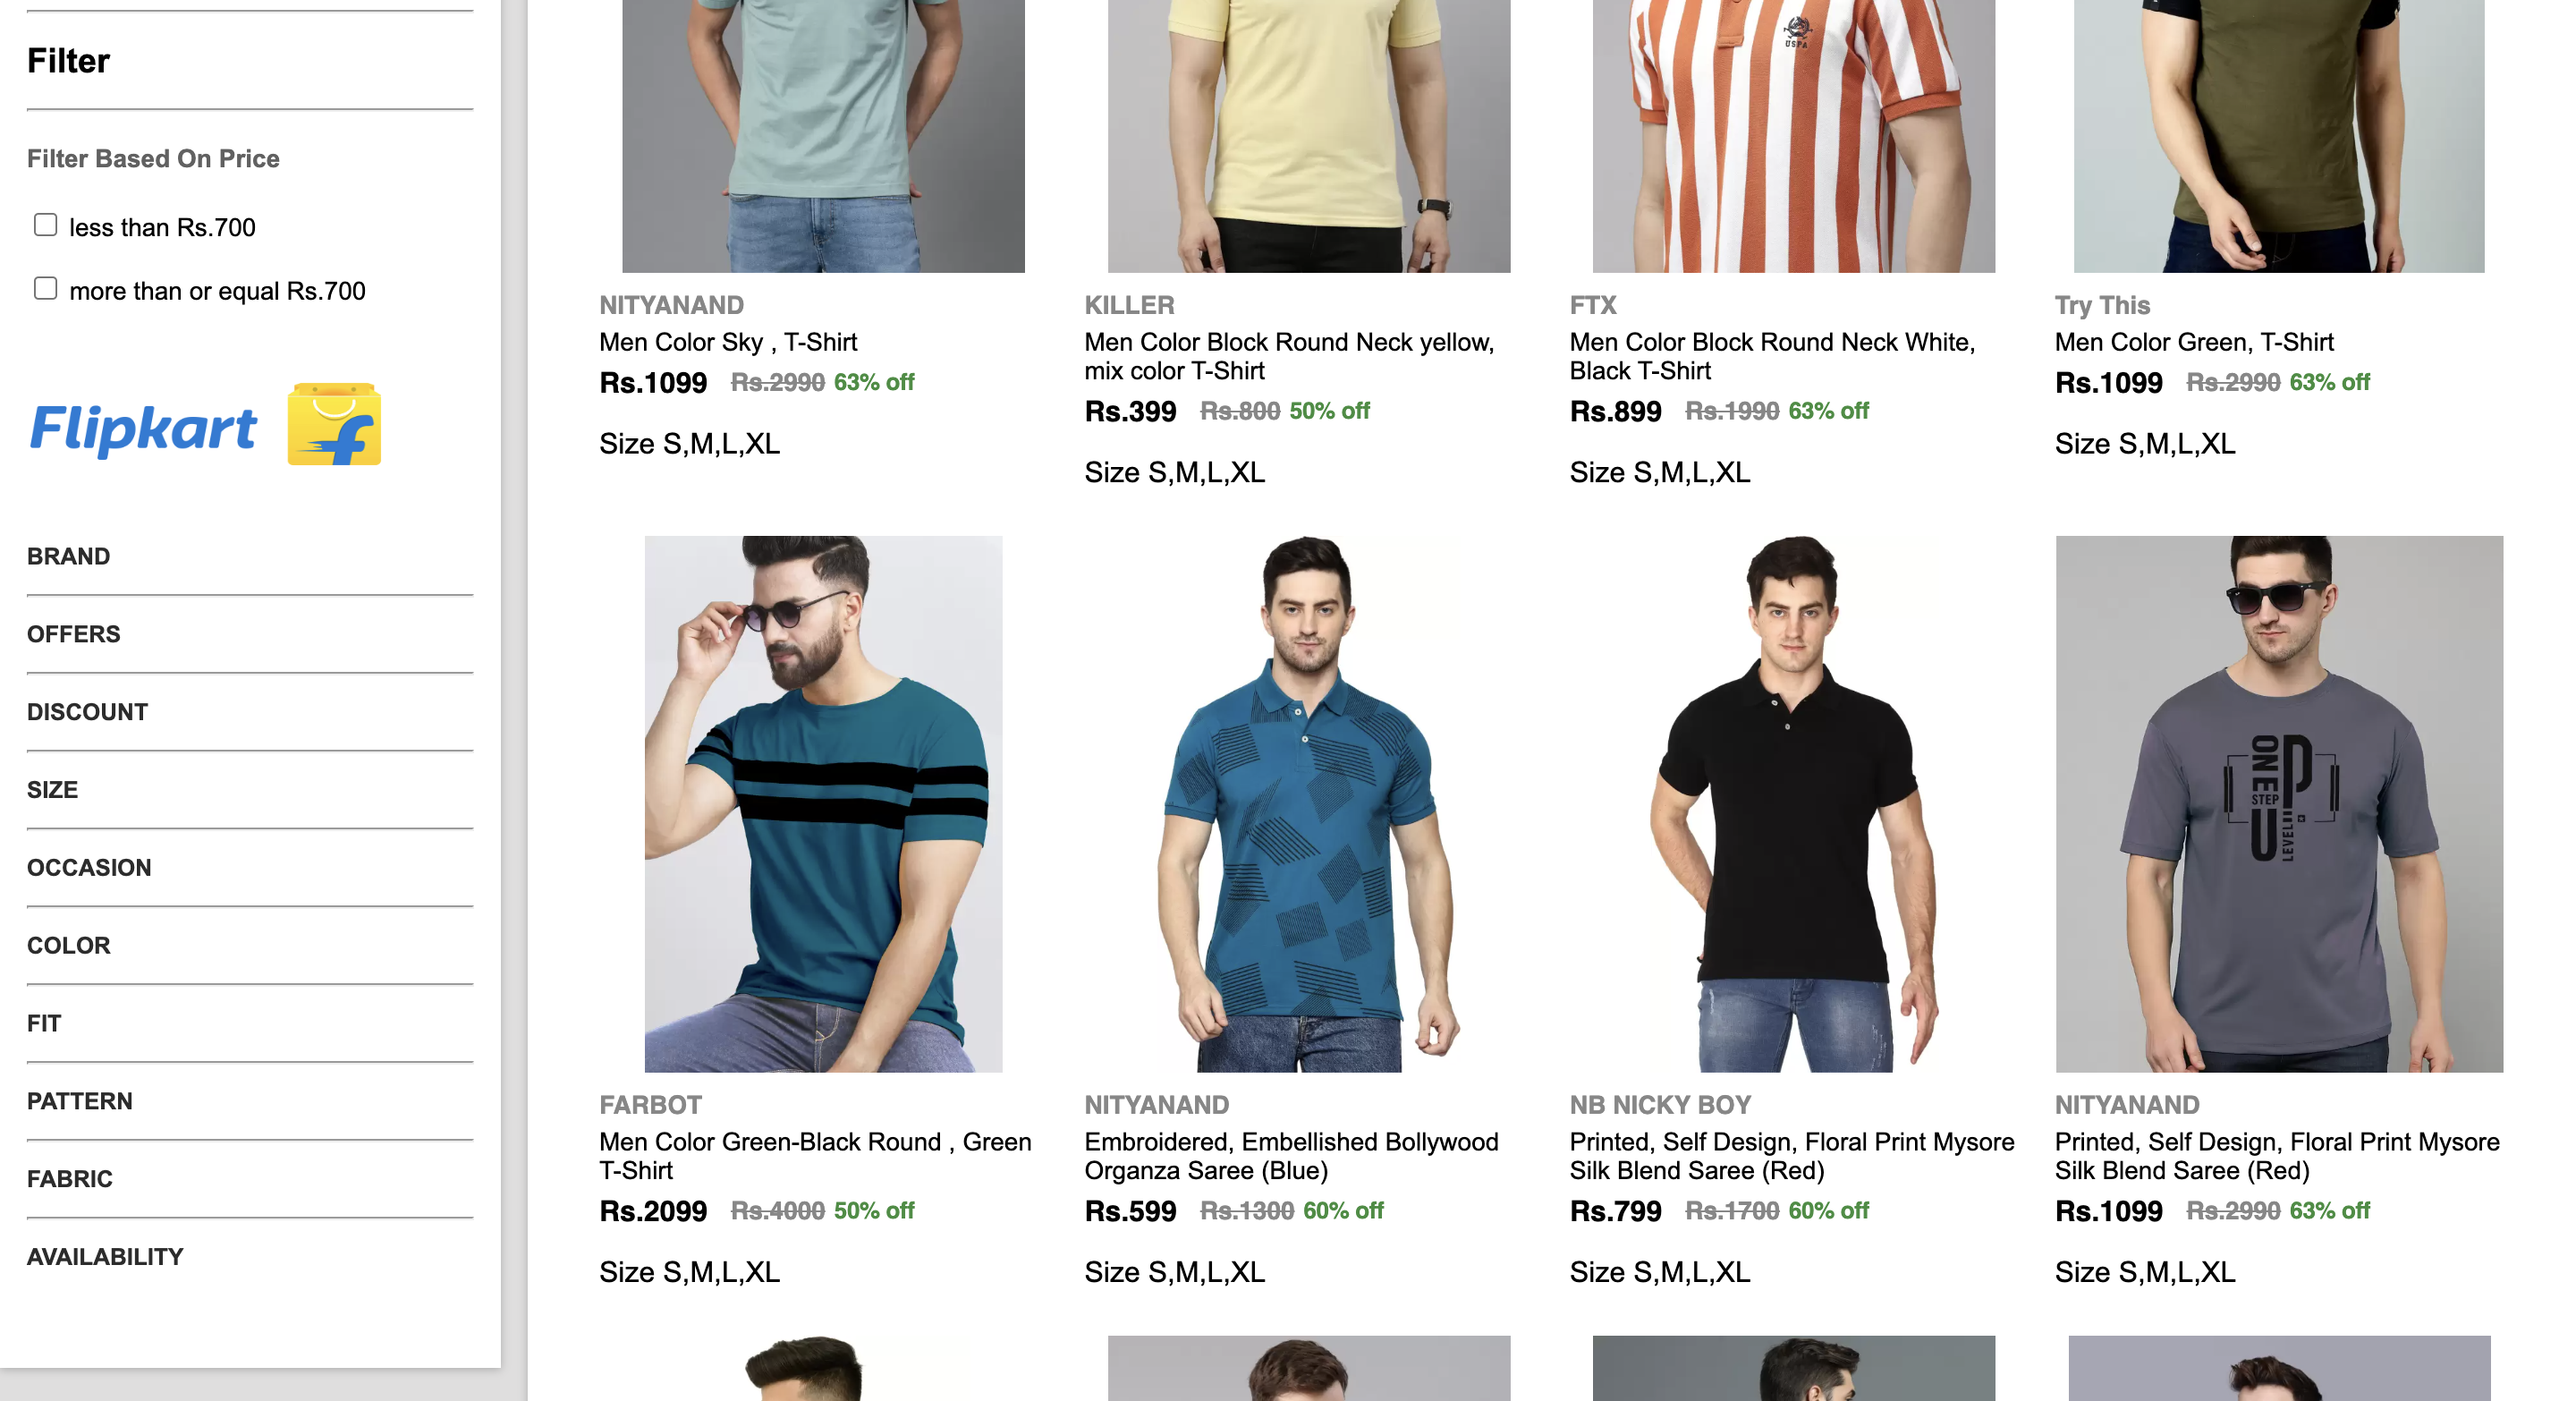 Filter
Filter Based On Price
less than Rs.700
more than or equal Rs.700
Flipkart
f
BRAND
OFFERS
DISCOUNT
SIZE
OCCASION
COLOR
FIT
PATTERN
FABRIC
AVAILABILITY
USPA
NITYANAND
Men Color Sky , T-Shirt
Rs.1099 Rs.2990 63% off
Size S,M,L,XL
KILLER
Men Color Block Round Neck yellow,
mix color T-Shirt
Rs.399 Rs.800 50% off
Size S,M,L,XL
FTX
Men Color Block Round Neck White,
Black T-Shirt
Rs.899 Rs.1990 63% off
Size S,M,L,XL
Try This
Men Color Green, T-Shirt
Rs.1099 Rs.2990 63% off
Size S,M,L,XL
FARBOT
Men Color Green-Black Round , Green
T-Shirt
Rs.2099 Rs.4000 50% off
Size S,M,L,XL
NITYANAND
Embroidered, Embellished Bollywood
Organza Saree (Blue)
Rs.599 Rs.1300 60% off
Size S,M,L,XL
NB NICKY BOY
Printed, Self Design, Floral Print Mysore
Silk Blend Saree (Red)
Rs.799 Rs.1700 60% off
Size S,M,L,XL
ONE
STEP
UP
LEVEL
NITYANAND
Printed, Self Design, Floral Print Mysore
Silk Blend Saree (Red)
Rs.1099 Rs.2990 63% off
Size S,M,L,XL